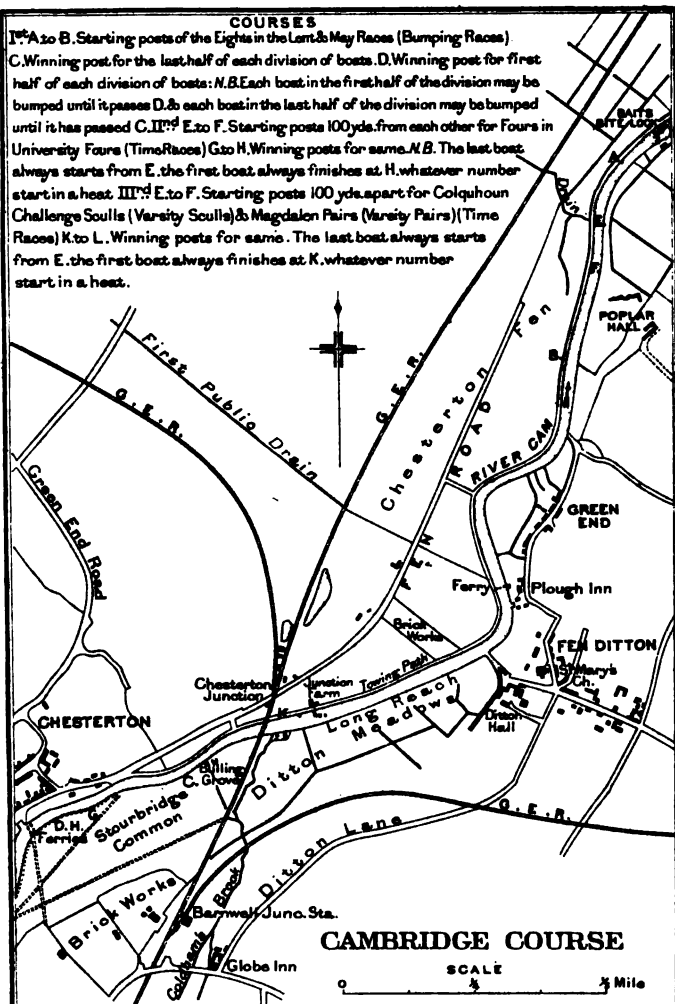 COURSES
Ist A to B. Starting posts of the Eights in the Lent & May Races (Bumping Races)
C. Winning post for the last half of each division of boats. D. Winning post for first
half of each division of boats: N.B. Each boat in the first half of the division may be
bumped until it passes D. & each boat in the last half of the division may be bumped
until it has passed C. IInd E. to F. Starting posts 100 yds. from each other for Fours in
University Fours (Time Races) G to H. Winning posts for same. N.B. The last boat
always starts from E. the first boat always finishes at H. whatever number
start in a heat IIIrd E. to F. Starting posts 100 yds. apart for Colquhoun
Challenge Sculls (Varsity Sculls) & Magdalen Pairs (Varsity Pairs) (Time
Races) K to L. Winning posts for same. The last boat always starts
from E. the first boat always finishes at K. whatever number
start in a heat.
BAITS
BITE LOCK
A
Drain
E
F
POPLAR
HALL
First Public Drain
G.E.R.
G.E.R.
Chesterton Fen
B
FEN ROAD
RIVER CAM
Green End Road
GREEN
END
Ferry
Plough Inn
Brick
Works
FEN DITTON
St Mary's
Ch.
Chesterton
Junction
Junction
Farm
Towing Path
K
Long Reach
Ditton Meadows
Ditton
Hall
CHESTERTON
Billing
C. Grove
G
D.H.
Ferries
Stourbridge
Common
G.E.R.
Ditton Lane
Brick Works
Coldham's Brook
Barnwell Junc. Sta.
Globe Inn
CAMBRIDGE COURSE
SCALE
0 ¼ ½ Mile